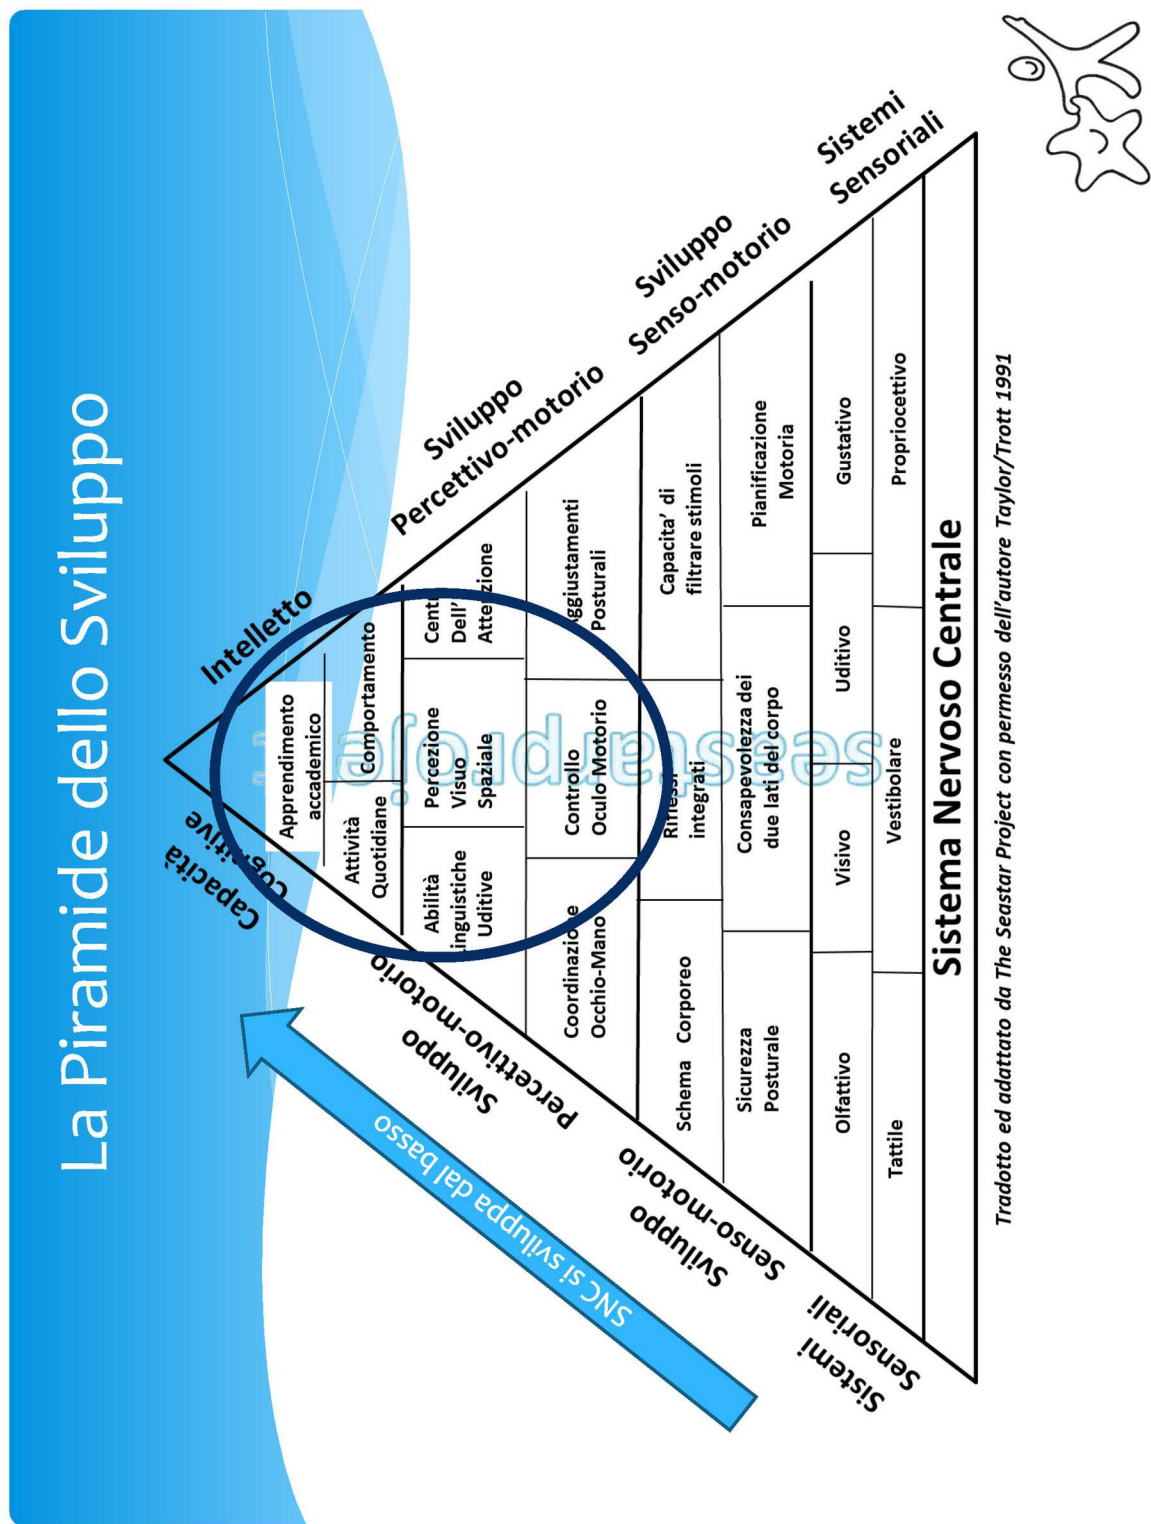 La Piramide dello Sviluppo
SNC si sviluppa dal basso
Capacità
Cognitive
Intelletto
Apprendimento
accademico
Attività
Quotidiane
Comportamento
Sviluppo
Percettivo-motorio
Sviluppo
Percettivo-motorio
Abilità
Linguistiche
Uditive
Percezione
Visuo
Spaziale
Centri
Dell'
Attenzione
Coordinazione
Occhio-Mano
Controllo
Oculo Motorio
Aggiustamenti
Posturali
Sviluppo
Senso-motorio
Sviluppo
Senso-motorio
Schema Corporeo
Riflessi
integrati
Capacita' di
filtrare stimoli
Sicurezza
Posturale
Consapevolezza dei
due lati del corpo
Pianificazione
Motoria
Sistemi
Sensoriali
Sistemi
Sensoriali
Olfattivo
Visivo
Uditivo
Gustativo
Tattile
Vestibolare
Propriocettivo
Sistema Nervoso Centrale
Tradotto ed adattato da The Seastar Project con permesso dell'autore Taylor/Trott 1991